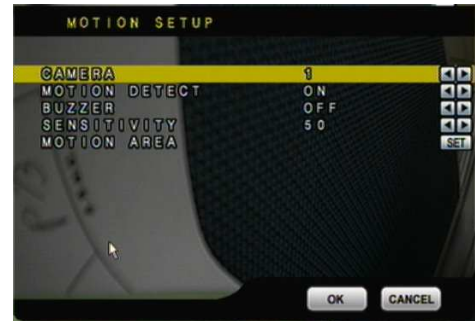 MOTION SETUP
CAMERA 1
MOTION DETECT ON
BUZZER OFF
SENSITIVITY 50
MOTION AREA SET
OK CANCEL